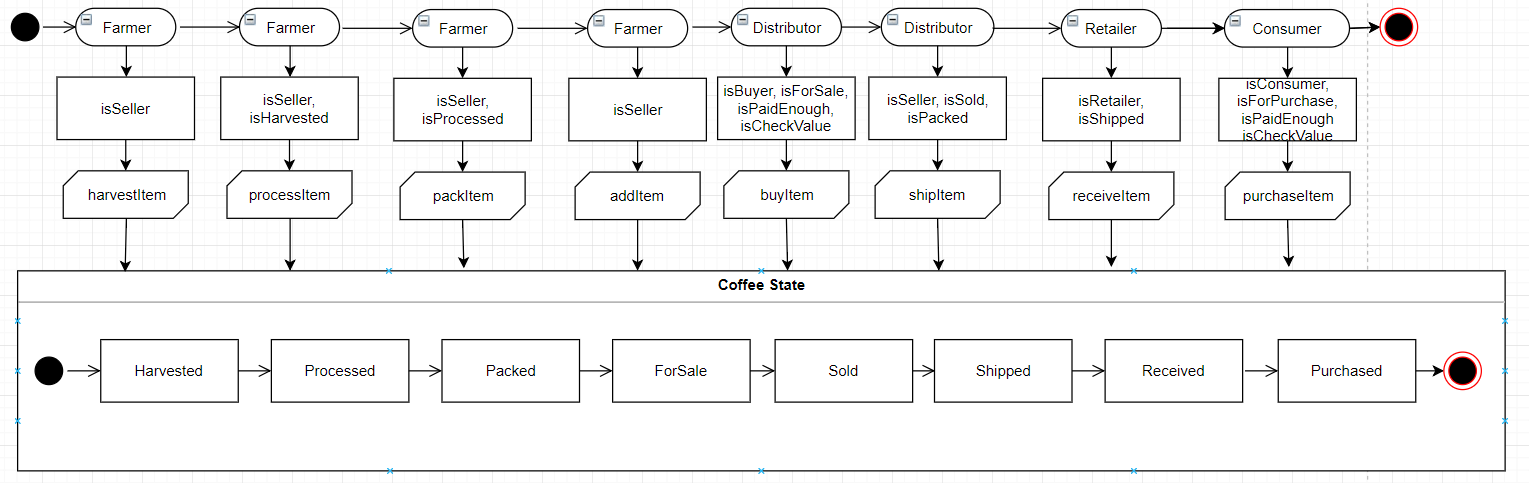 Farmer
Farmer
Farmer
Farmer
Distributor
Distributor
Retailer
Consumer
isSeller
isSeller,
isHarvested
isSeller,
isProcessed
isSeller
isBuyer, isForSale,
isPaidEnough,
isCheckValue
isSeller, isSold,
isPacked
isRetailer,
isShipped
isConsumer,
isForPurchase,
isPaidEnough
isCheckValue
harvestItem
processItem
packItem
addItem
buyItem
shipItem
receiveItem
purchaseItem
Coffee State
Harvested
Processed
Packed
ForSale
Sold
Shipped
Received
Purchased